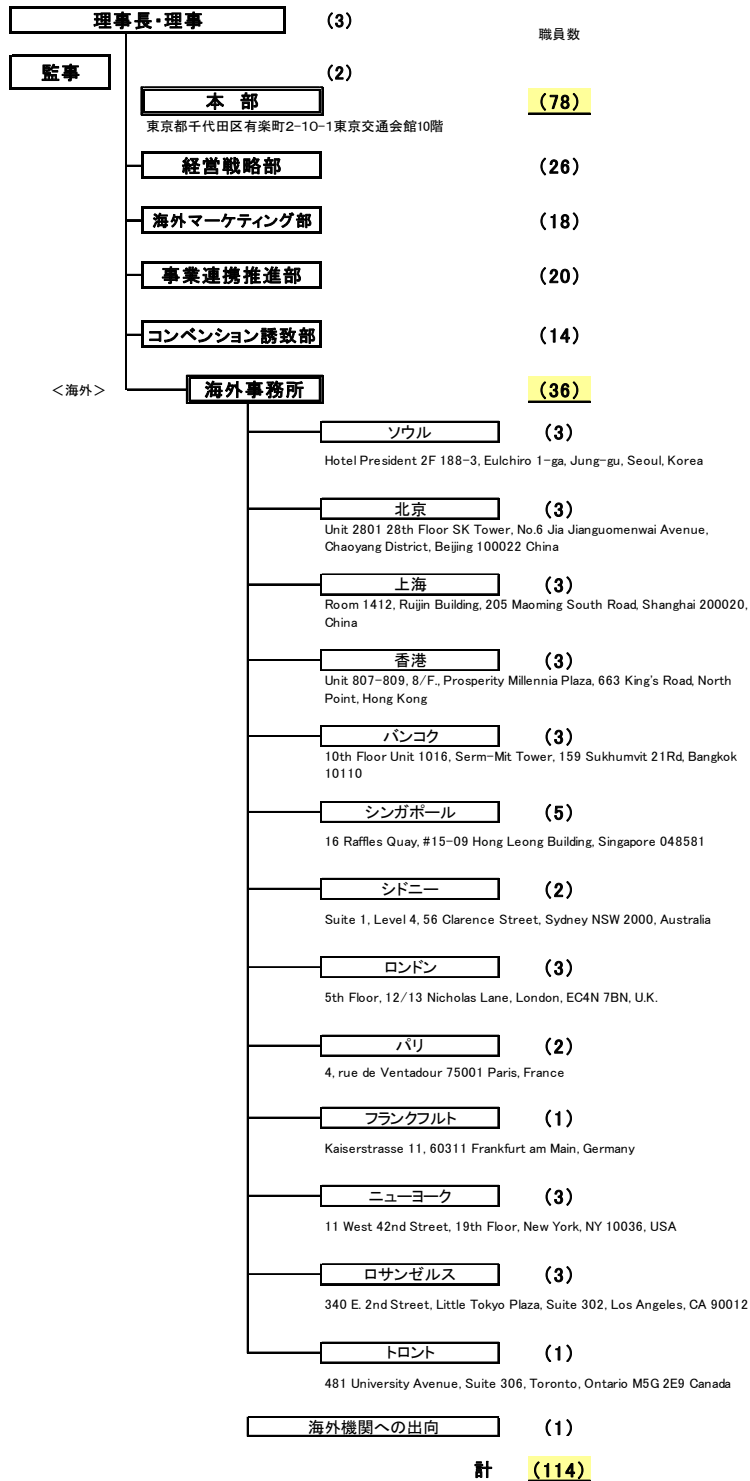 理事長・理事 (3)
職員数
監事 (2)
本 部 (78)
東京都千代田区有楽町2-10-1東京交通会館10階
経営戦略部 (26)
海外マーケティング部 (18)
事業連携推進部 (20)
コンベンション誘致部 (14)
<海外> 海外事務所 (36)
ソウル (3)
Hotel President 2F 188-3, Eulchiro 1-ga, Jung-gu, Seoul, Korea
北京 (3)
Unit 2801 28th Floor SK Tower, No.6 Jia Jianguomenwai Avenue,
Chaoyang District, Beijing 100022 China
上海 (3)
Room 1412, Ruijin Building, 205 Maoming South Road, Shanghai 200020,
China
香港 (3)
Unit 807-809, 8/F., Prosperity Millennia Plaza, 663 King's Road, North
Point, Hong Kong
バンコク (3)
10th Floor Unit 1016, Serm-Mit Tower, 159 Sukhumvit 21Rd, Bangkok
10110
シンガポール (5)
16 Raffles Quay, #15-09 Hong Leong Building, Singapore 048581
シドニー (2)
Suite 1, Level 4, 56 Clarence Street, Sydney NSW 2000, Australia
ロンドン (3)
5th Floor, 12/13 Nicholas Lane, London, EC4N 7BN, U.K.
パリ (2)
4, rue de Ventadour 75001 Paris, France
フランクフルト (1)
Kaiserstrasse 11, 60311 Frankfurt am Main, Germany
ニューヨーク (3)
11 West 42nd Street, 19th Floor, New York, NY 10036, USA
ロサンゼルス (3)
340 E. 2nd Street, Little Tokyo Plaza, Suite 302, Los Angeles, CA 90012
トロント (1)
481 University Avenue, Suite 306, Toronto, Ontario M5G 2E9 Canada
海外機関への出向 (1)
計 (114)